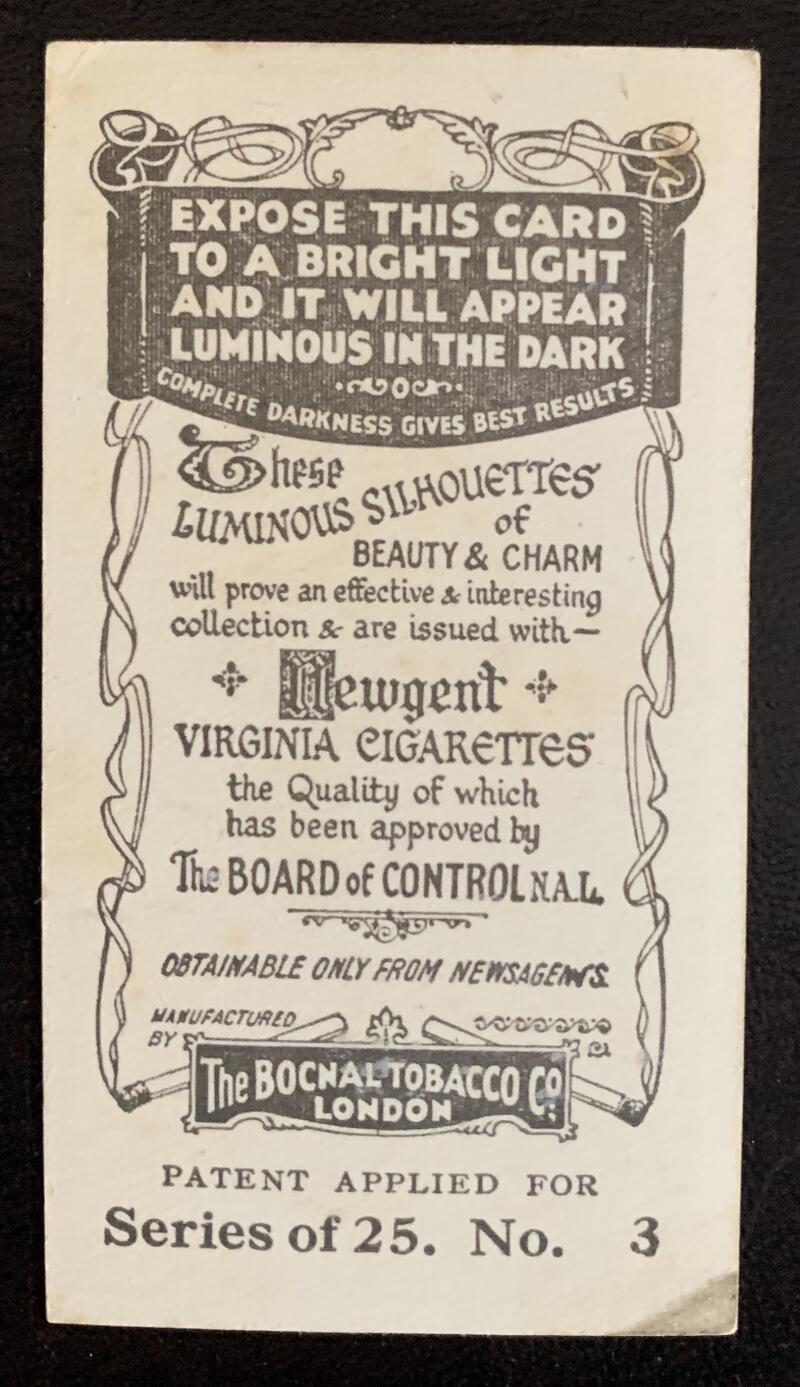 EXPOSE THIS CARD
TO A BRIGHT LIGHT
AND IT WILL APPEAR
LUMINOUS IN THE DARK
COMPLETE DARKNESS GIVES BEST RESULTS
These
LUMINOUS SILHOUETTES
of
BEAUTY & CHARM
will prove an effective & interesting
collection & are issued with—
Newgent
VIRGINIA CIGARETTES
the Quality of which
has been approved by
The BOARD of CONTROL N.A.L.
OBTAINABLE ONLY FROM NEWSAGENTS.
MANUFACTURED
BY
The BOCNAL TOBACCO Co.
LONDON
PATENT APPLIED FOR
Series of 25. No. 3